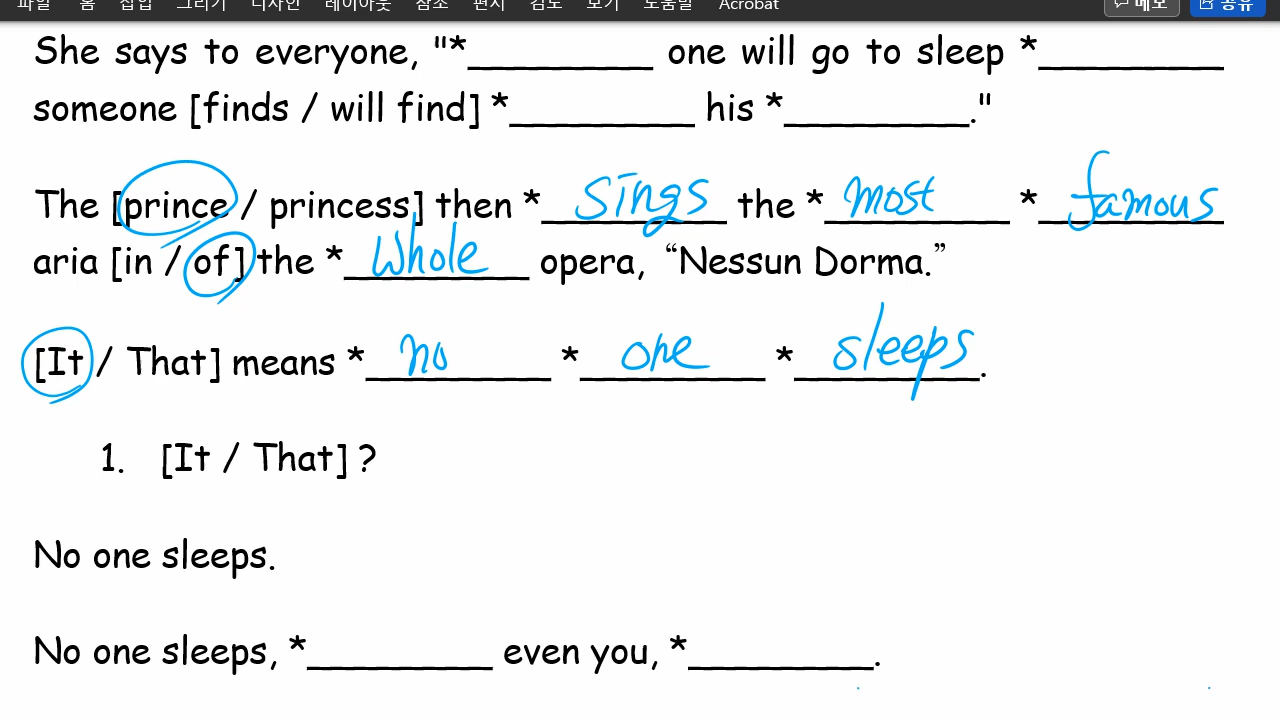 파일 홈 삽입 그리기 디자인 레이아웃 참조 편지 검토 보기 도움말 Acrobat 메모 공유
She says to everyone, "*________ one will go to sleep *________
someone [finds / will find] *________ his *________."
The [prince / princess] then * sings the * most * famous
aria [in / of] the * whole opera, “Nessun Dorma.”
[It / That] means * no * one * sleeps.
1. [It / That] ?
No one sleeps.
No one sleeps, *________ even you, *________.